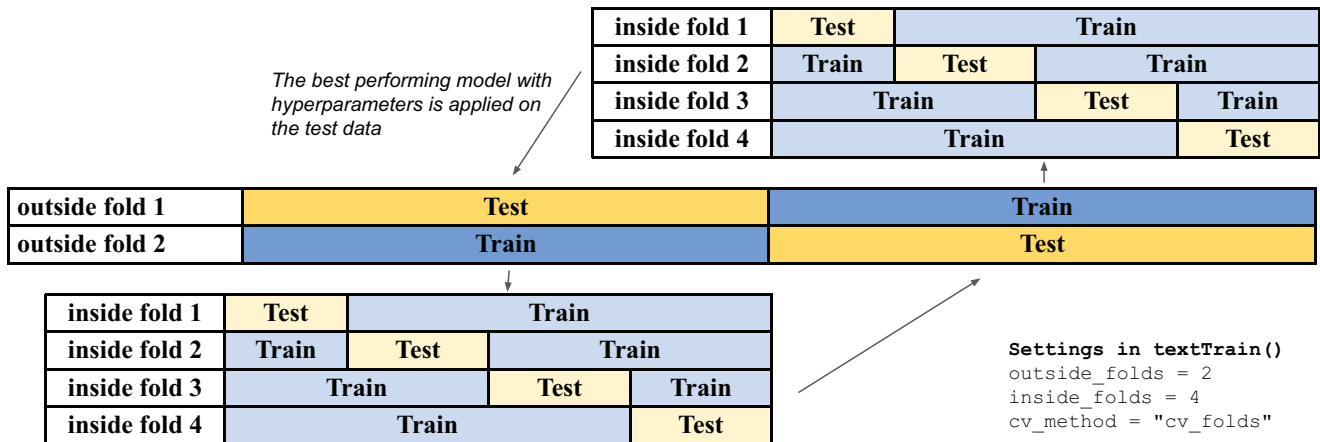 inside fold 1 Test Train
inside fold 2 Train Test Train
inside fold 3 Train Test Train
inside fold 4 Train Test
The best performing model with
hyperparameters is applied on
the test data
outside fold 1 Test Train
outside fold 2 Train Test
inside fold 1 Test Train
inside fold 2 Train Test Train
inside fold 3 Train Test Train
inside fold 4 Train Test
Settings in textTrain()
outside_folds = 2
inside_folds = 4
cv_method = "cv_folds"